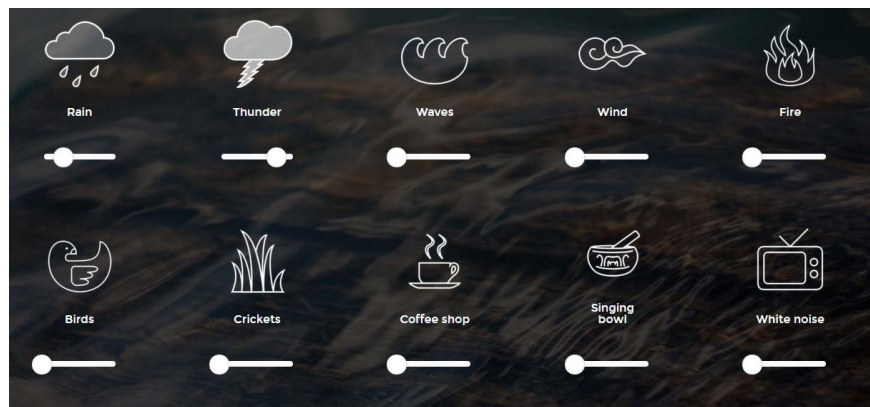 Rain
Thunder
Waves
Wind
Fire
Birds
Crickets
Coffee shop
Singing
bowl
White noise